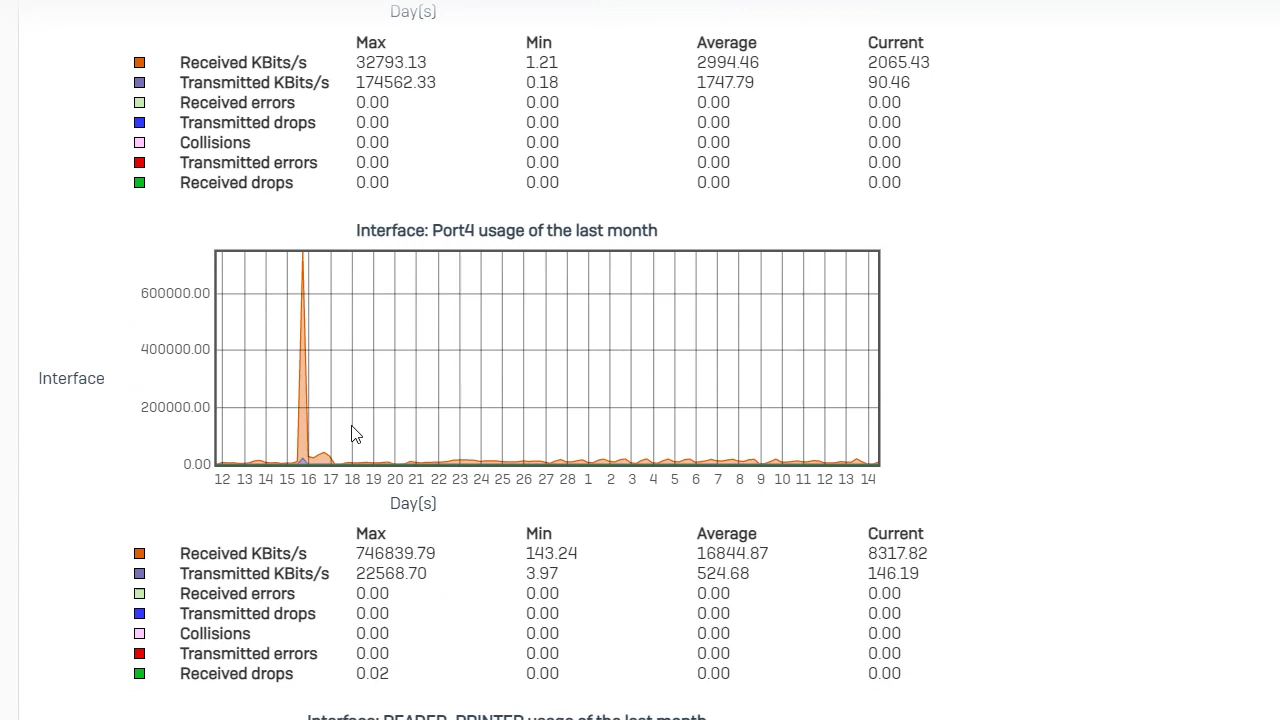 Day(s)
Max Min Average Current
Received KBits/s 32793.13 1.21 2994.46 2065.43
Transmitted KBits/s 174562.33 0.18 1747.79 90.46
Received errors 0.00 0.00 0.00 0.00
Transmitted drops 0.00 0.00 0.00 0.00
Collisions 0.00 0.00 0.00 0.00
Transmitted errors 0.00 0.00 0.00 0.00
Received drops 0.00 0.00 0.00 0.00
Interface: Port4 usage of the last month
600000.00
400000.00
Interface
200000.00
0.00
12 13 14 15 16 17 18 19 20 21 22 23 24 25 26 27 28 1 2 3 4 5 6 7 8 9 10 11 12 13 14
Day(s)
Max Min Average Current
Received KBits/s 746839.79 143.24 16844.87 8317.82
Transmitted KBits/s 22568.70 3.97 524.68 146.19
Received errors 0.00 0.00 0.00 0.00
Transmitted drops 0.00 0.00 0.00 0.00
Collisions 0.00 0.00 0.00 0.00
Transmitted errors 0.00 0.00 0.00 0.00
Received drops 0.02 0.00 0.00 0.00
Interface: READER_PRINTER usage of the last month